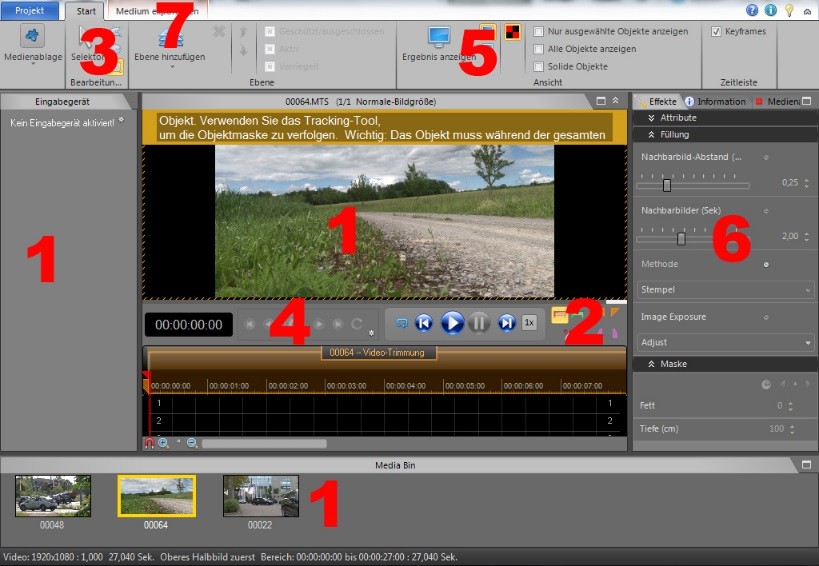 Projekt
Start
Medium
7
Medienablage
Selektor
3
Bearbeitun...
Ebene hinzufügen
Geschützt/ausgeschlossen
Aktiv
Verriegelt
Ebene
Ergebnis anzeigen
5
Nur ausgewählte Objekte anzeigen
Alle Objekte anzeigen
Solide Objekte
Ansicht
Keyframes
Zeitleiste
Eingabegerät
Kein Eingabegerät aktiviert!
1
00064.MTS (1/1 Normale-Bildgröße)
Objekt. Verwenden Sie das Tracking-Tool,
um die Objektmaske zu verfolgen. Wichtig: Das Objekt muss während der gesamten
1
00:00:00:00
4
1x
2
00064 - Video-Trimmung
00:00:00:00 00:00:01:00 00:00:02:00 00:00:03:00 00:00:04:00 00:00:05:00 00:00:06:00 00:00:07:00
1 1
2 2
Effekte Information
Attribute
Füllung
Nachbarbild-Abstand (...
0,25
Nachbarbilder (Sek)
2,00
6
Methode
Stempel
Image Exposure
Adjust
Maske
Fett 0
Tiefe (cm) 100
Media Bin
00048 00064 00022
1
Video: 1920x1080 : 1,000 27,040 Sek. Oberes Halbbild zuerst Bereich: 00:00:00:00 bis 00:00:27:00 : 27,040 Sek.